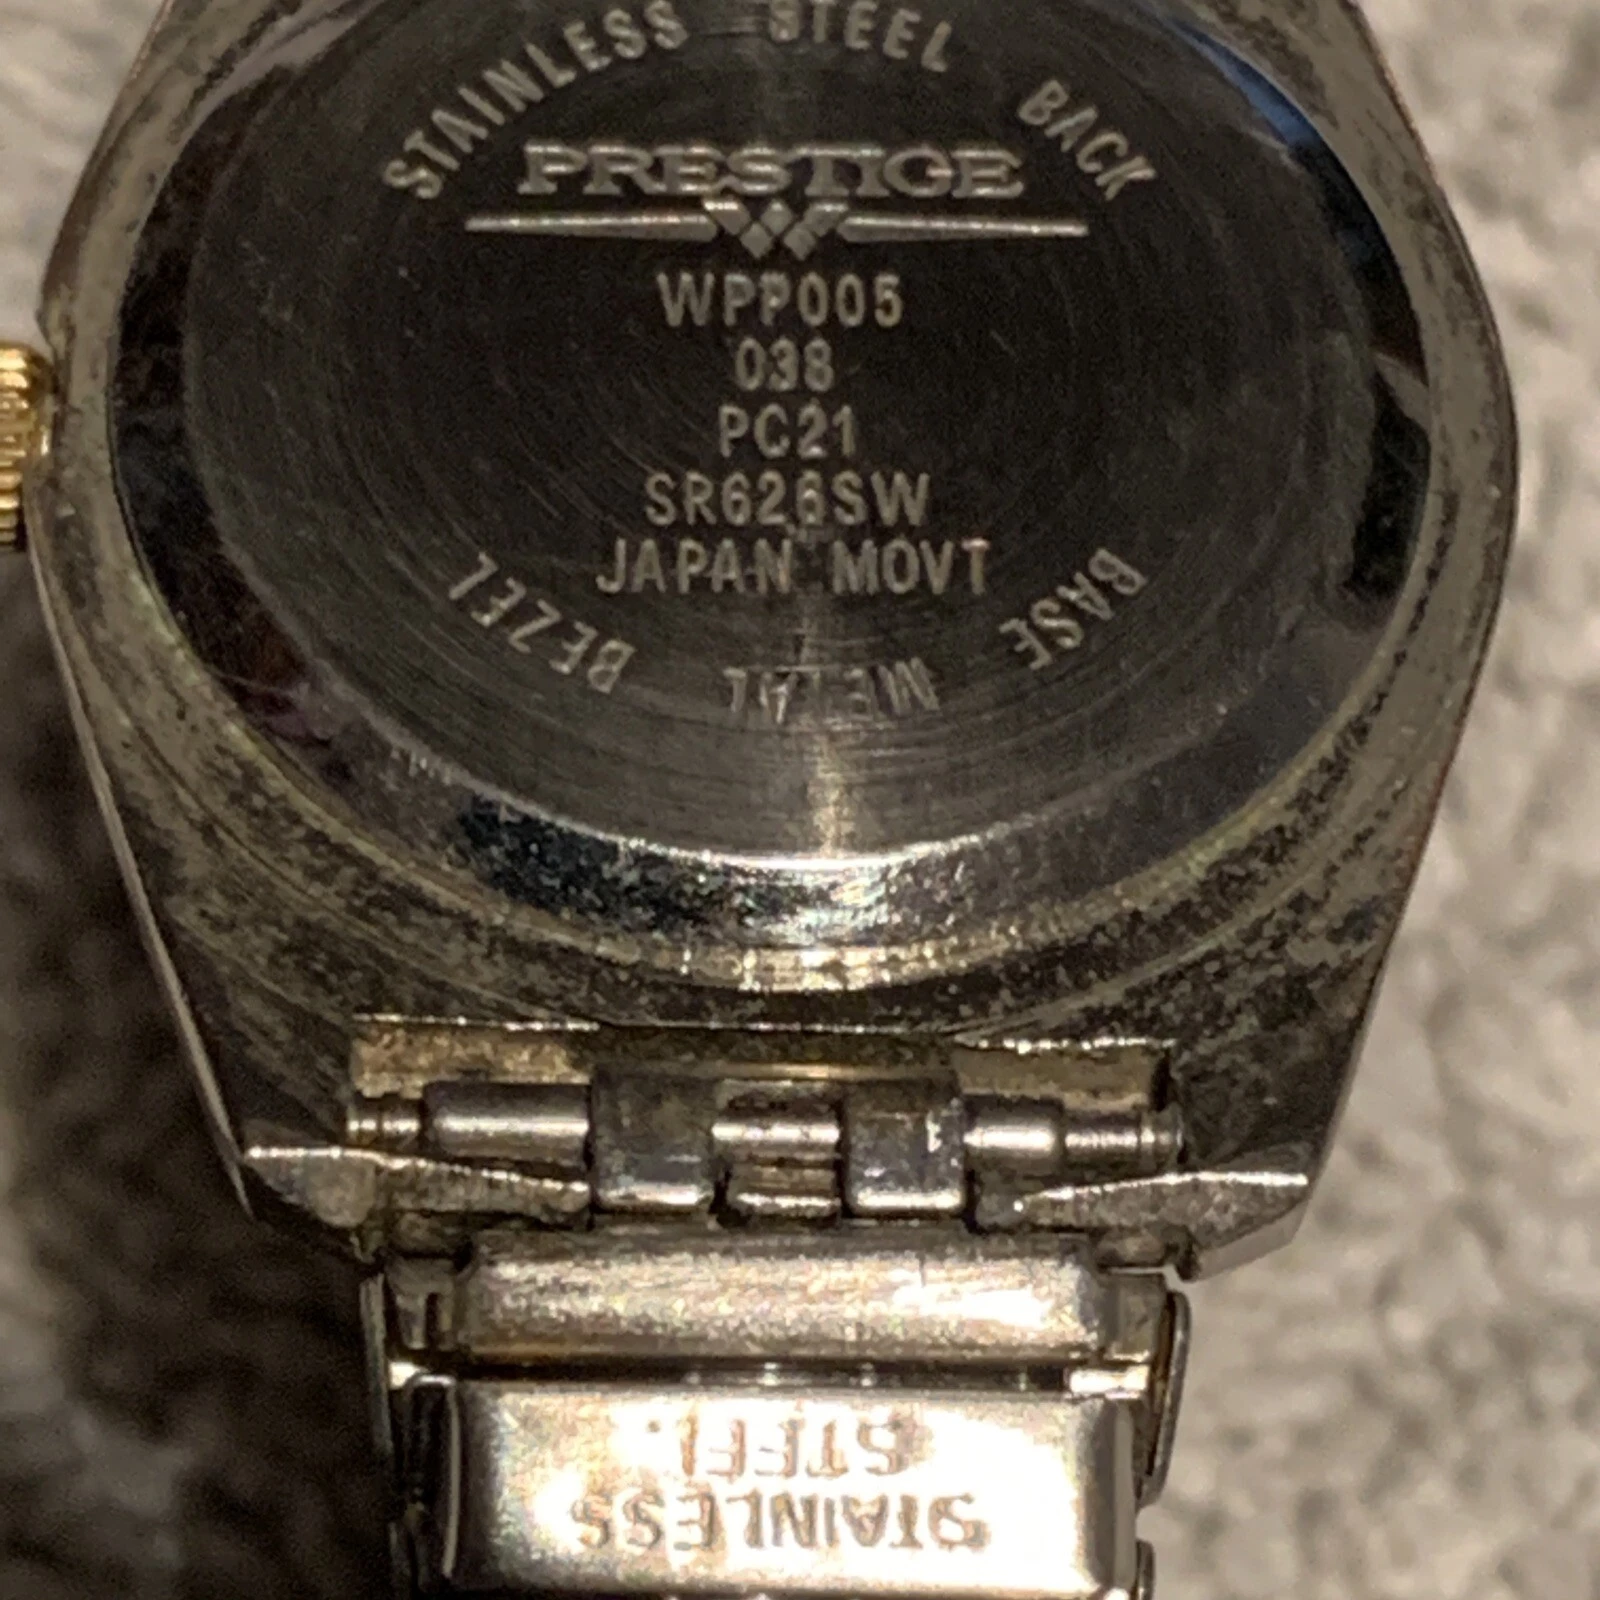 STAINLESS STEEL BACK
PRESTIGE
WPP005
038
PC21
SR626SW
JAPAN MOVT
BASE METAL BEZEL
STAINLESS
STEEL.